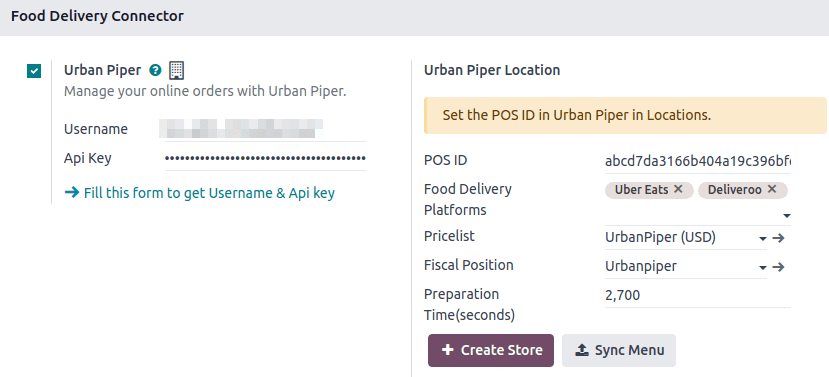 Food Delivery Connector
Urban Piper
Manage your online orders with Urban Piper.
Username
Api Key
••••••••••••••••••••••••••••••••••••••••
Fill this form to get Username & Api key
Urban Piper Location
Set the POS ID in Urban Piper in Locations.
POS ID
abcd7da3166b404a19c396bf
Food Delivery
Platforms
Uber Eats ✕ Deliveroo ✕
Pricelist
UrbanPiper (USD)
Fiscal Position
Urbanpiper
Preparation
Time(seconds)
2,700
+ Create Store
Sync Menu